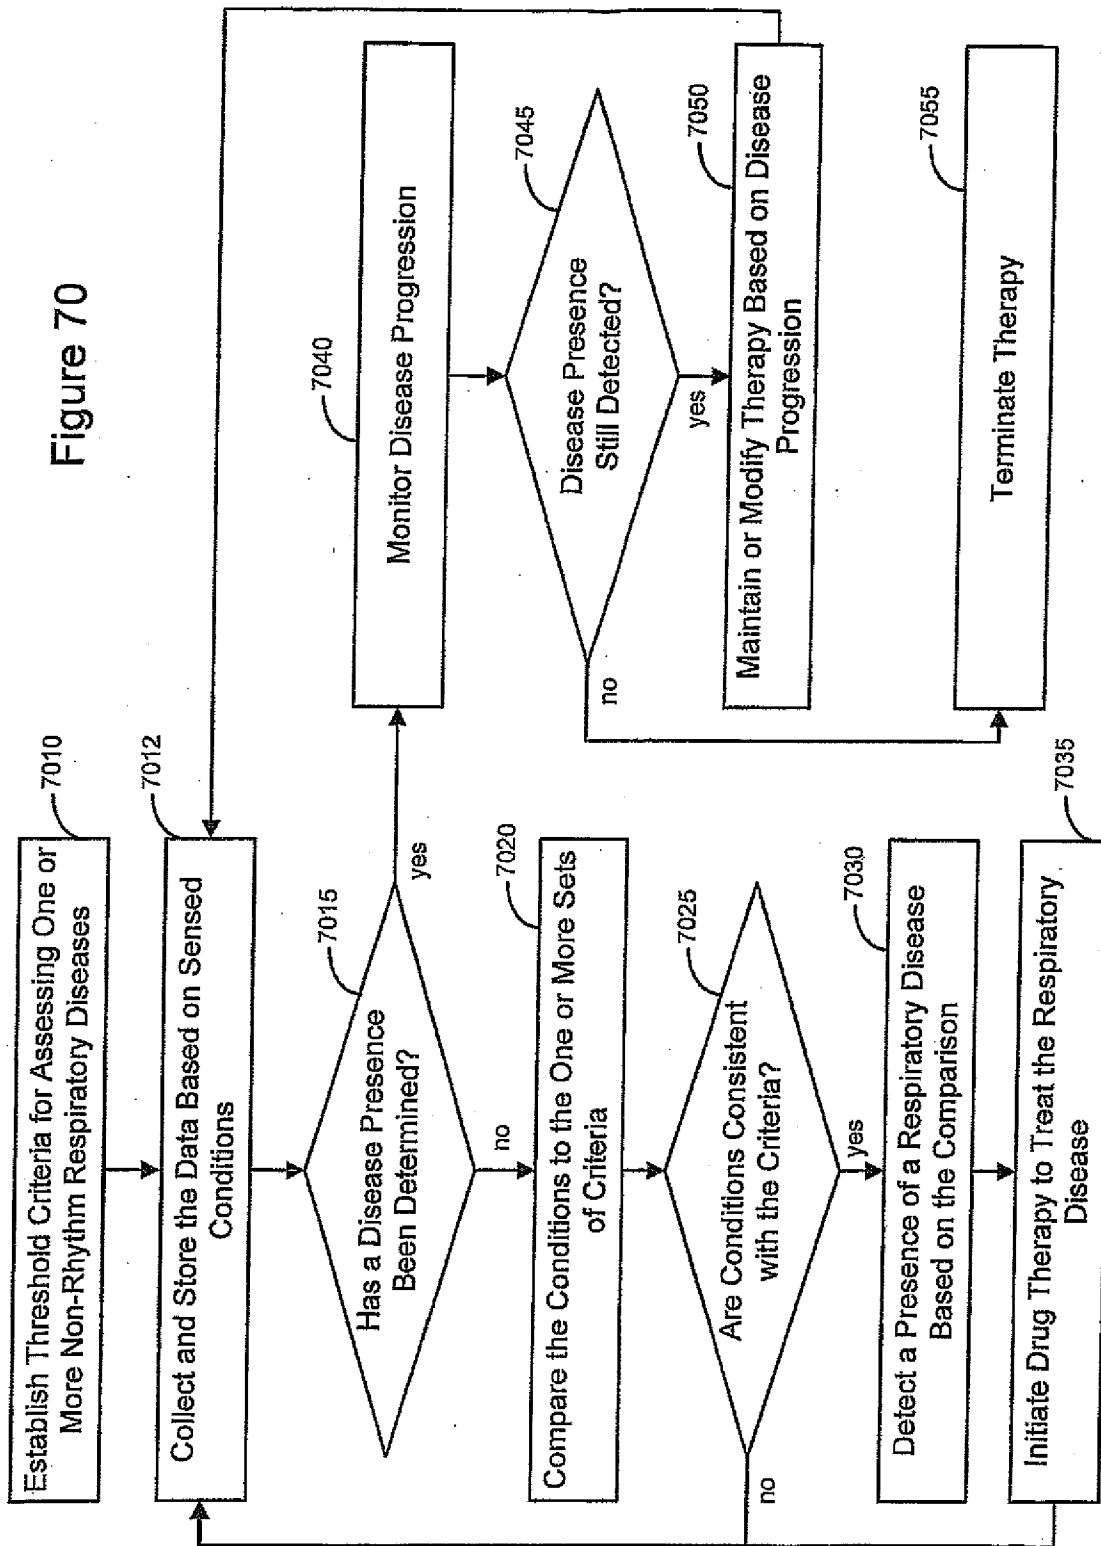 Figure 70
Establish Threshold Criteria for Assessing One or
More Non-Rhythm Respiratory Diseases
7010
Collect and Store the Data Based on Sensed
Conditions
7012
Has a Disease Presence
Been Determined?
7015
yes
no
Compare the Conditions to the One or More Sets
of Criteria
7020
Are Conditions Consistent
with the Criteria?
7025
no
yes
Detect a Presence of a Respiratory Disease
Based on the Comparison
7030
Initiate Drug Therapy to Treat the Respiratory
Disease
7035
Monitor Disease Progression
7040
Disease Presence
Still Detected?
7045
no
yes
Maintain or Modify Therapy Based on Disease
Progression
7050
Terminate Therapy
7055